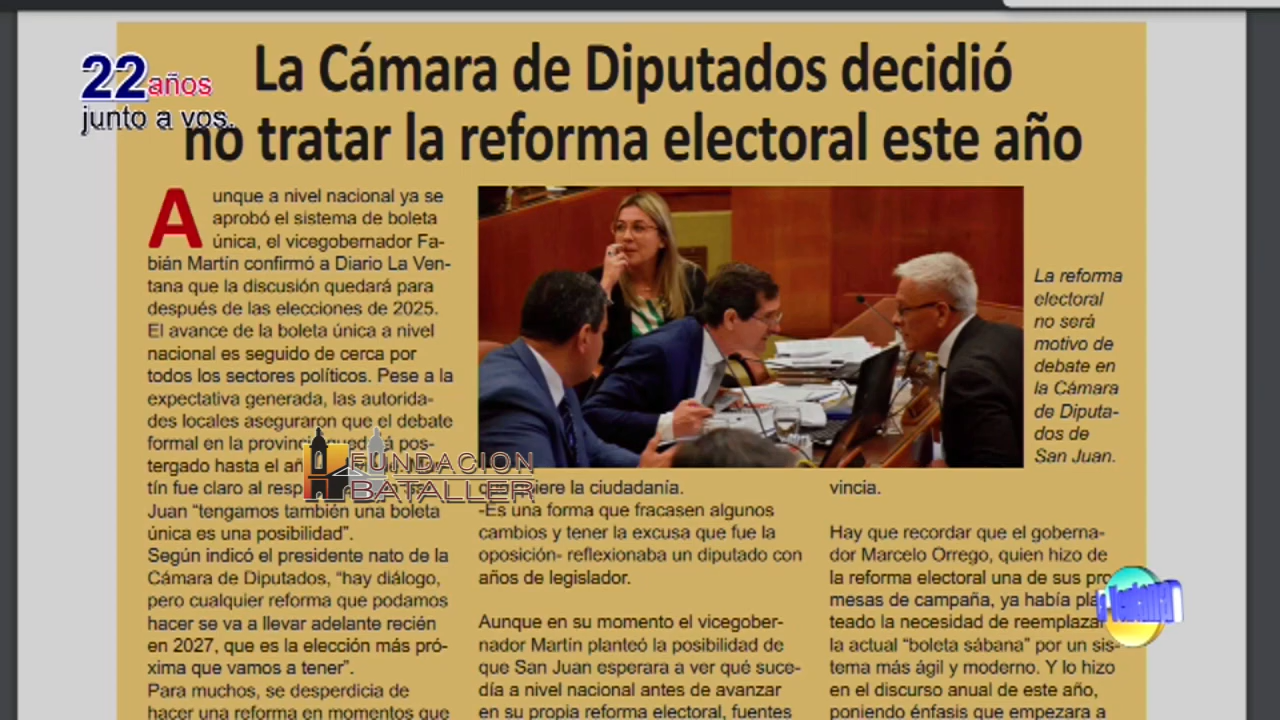 22años
junto a vos.
La Cámara de Diputados decidió
no tratar la reforma electoral este año
Aunque a nivel nacional ya se
aprobó el sistema de boleta
única, el vicegobernador Fa-
bián Martín confirmó a Diario La Ven-
tana que la discusión quedará para
después de las elecciones de 2025.
El avance de la boleta única a nivel
nacional es seguido de cerca por
todos los sectores políticos. Pese a la
expectativa generada, las autorida-
des locales aseguraron que el debate
formal en la provincia quedará pos-
tergado hasta el añ
tín fue claro al resp
Juan “tengamos también una boleta
única es una posibilidad”.
Según indicó el presidente nato de la
Cámara de Diputados, “hay diálogo,
pero cualquier reforma que podamos
hacer se va a llevar adelante recién
en 2027, que es la elección más pró-
xima que vamos a tener”.
Para muchos, se desperdicia de
hacer una reforma en momentos que
La reforma
electoral
no será
motivo de
debate en
la Cámara
de Diputa-
dos de
San Juan.
FUNDACION
BATALLER
que quiere la ciudadanía.
-Es una forma que fracasen algunos
cambios y tener la excusa que fue la
oposición- reflexionaba un diputado con
años de legislador.
Aunque en su momento el vicegober-
nador Martín planteó la posibilidad de
que San Juan esperara a ver qué suce-
día a nivel nacional antes de avanzar
en su propia reforma electoral, fuentes
vincia.
Hay que recordar que el goberna-
dor Marcelo Orrego, quien hizo de
la reforma electoral una de sus pro-
mesas de campaña, ya había plan-
teado la necesidad de reemplazar
la actual “boleta sábana” por un sis-
tema más ágil y moderno. Y lo hizo
en el discurso anual de este año,
poniendo énfasis que empezara a